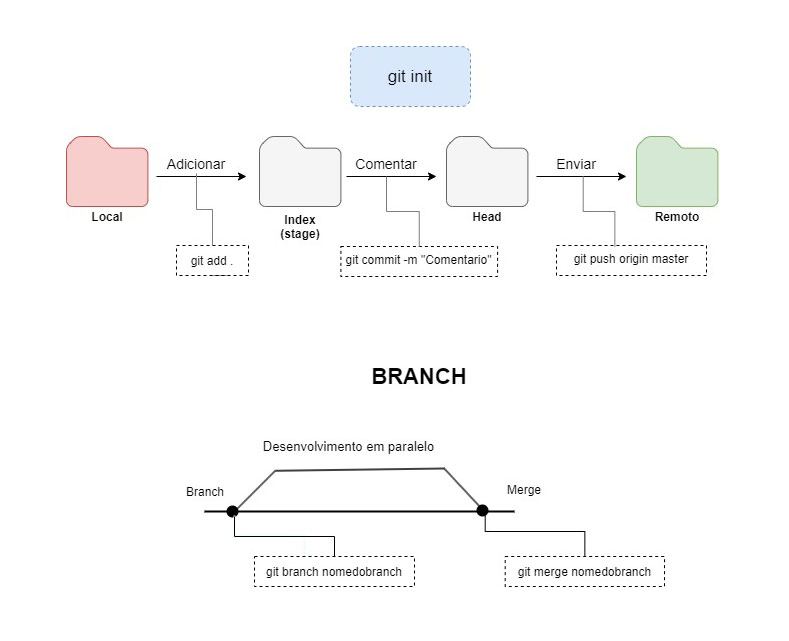 git init
Adicionar
Comentar
Enviar
Local
Index
(stage)
Head
Remoto
git add .
git commit -m "Comentario"
git push origin master
BRANCH
Desenvolvimento em paralelo
Branch
Merge
git branch nomedobranch
git merge nomedobranch